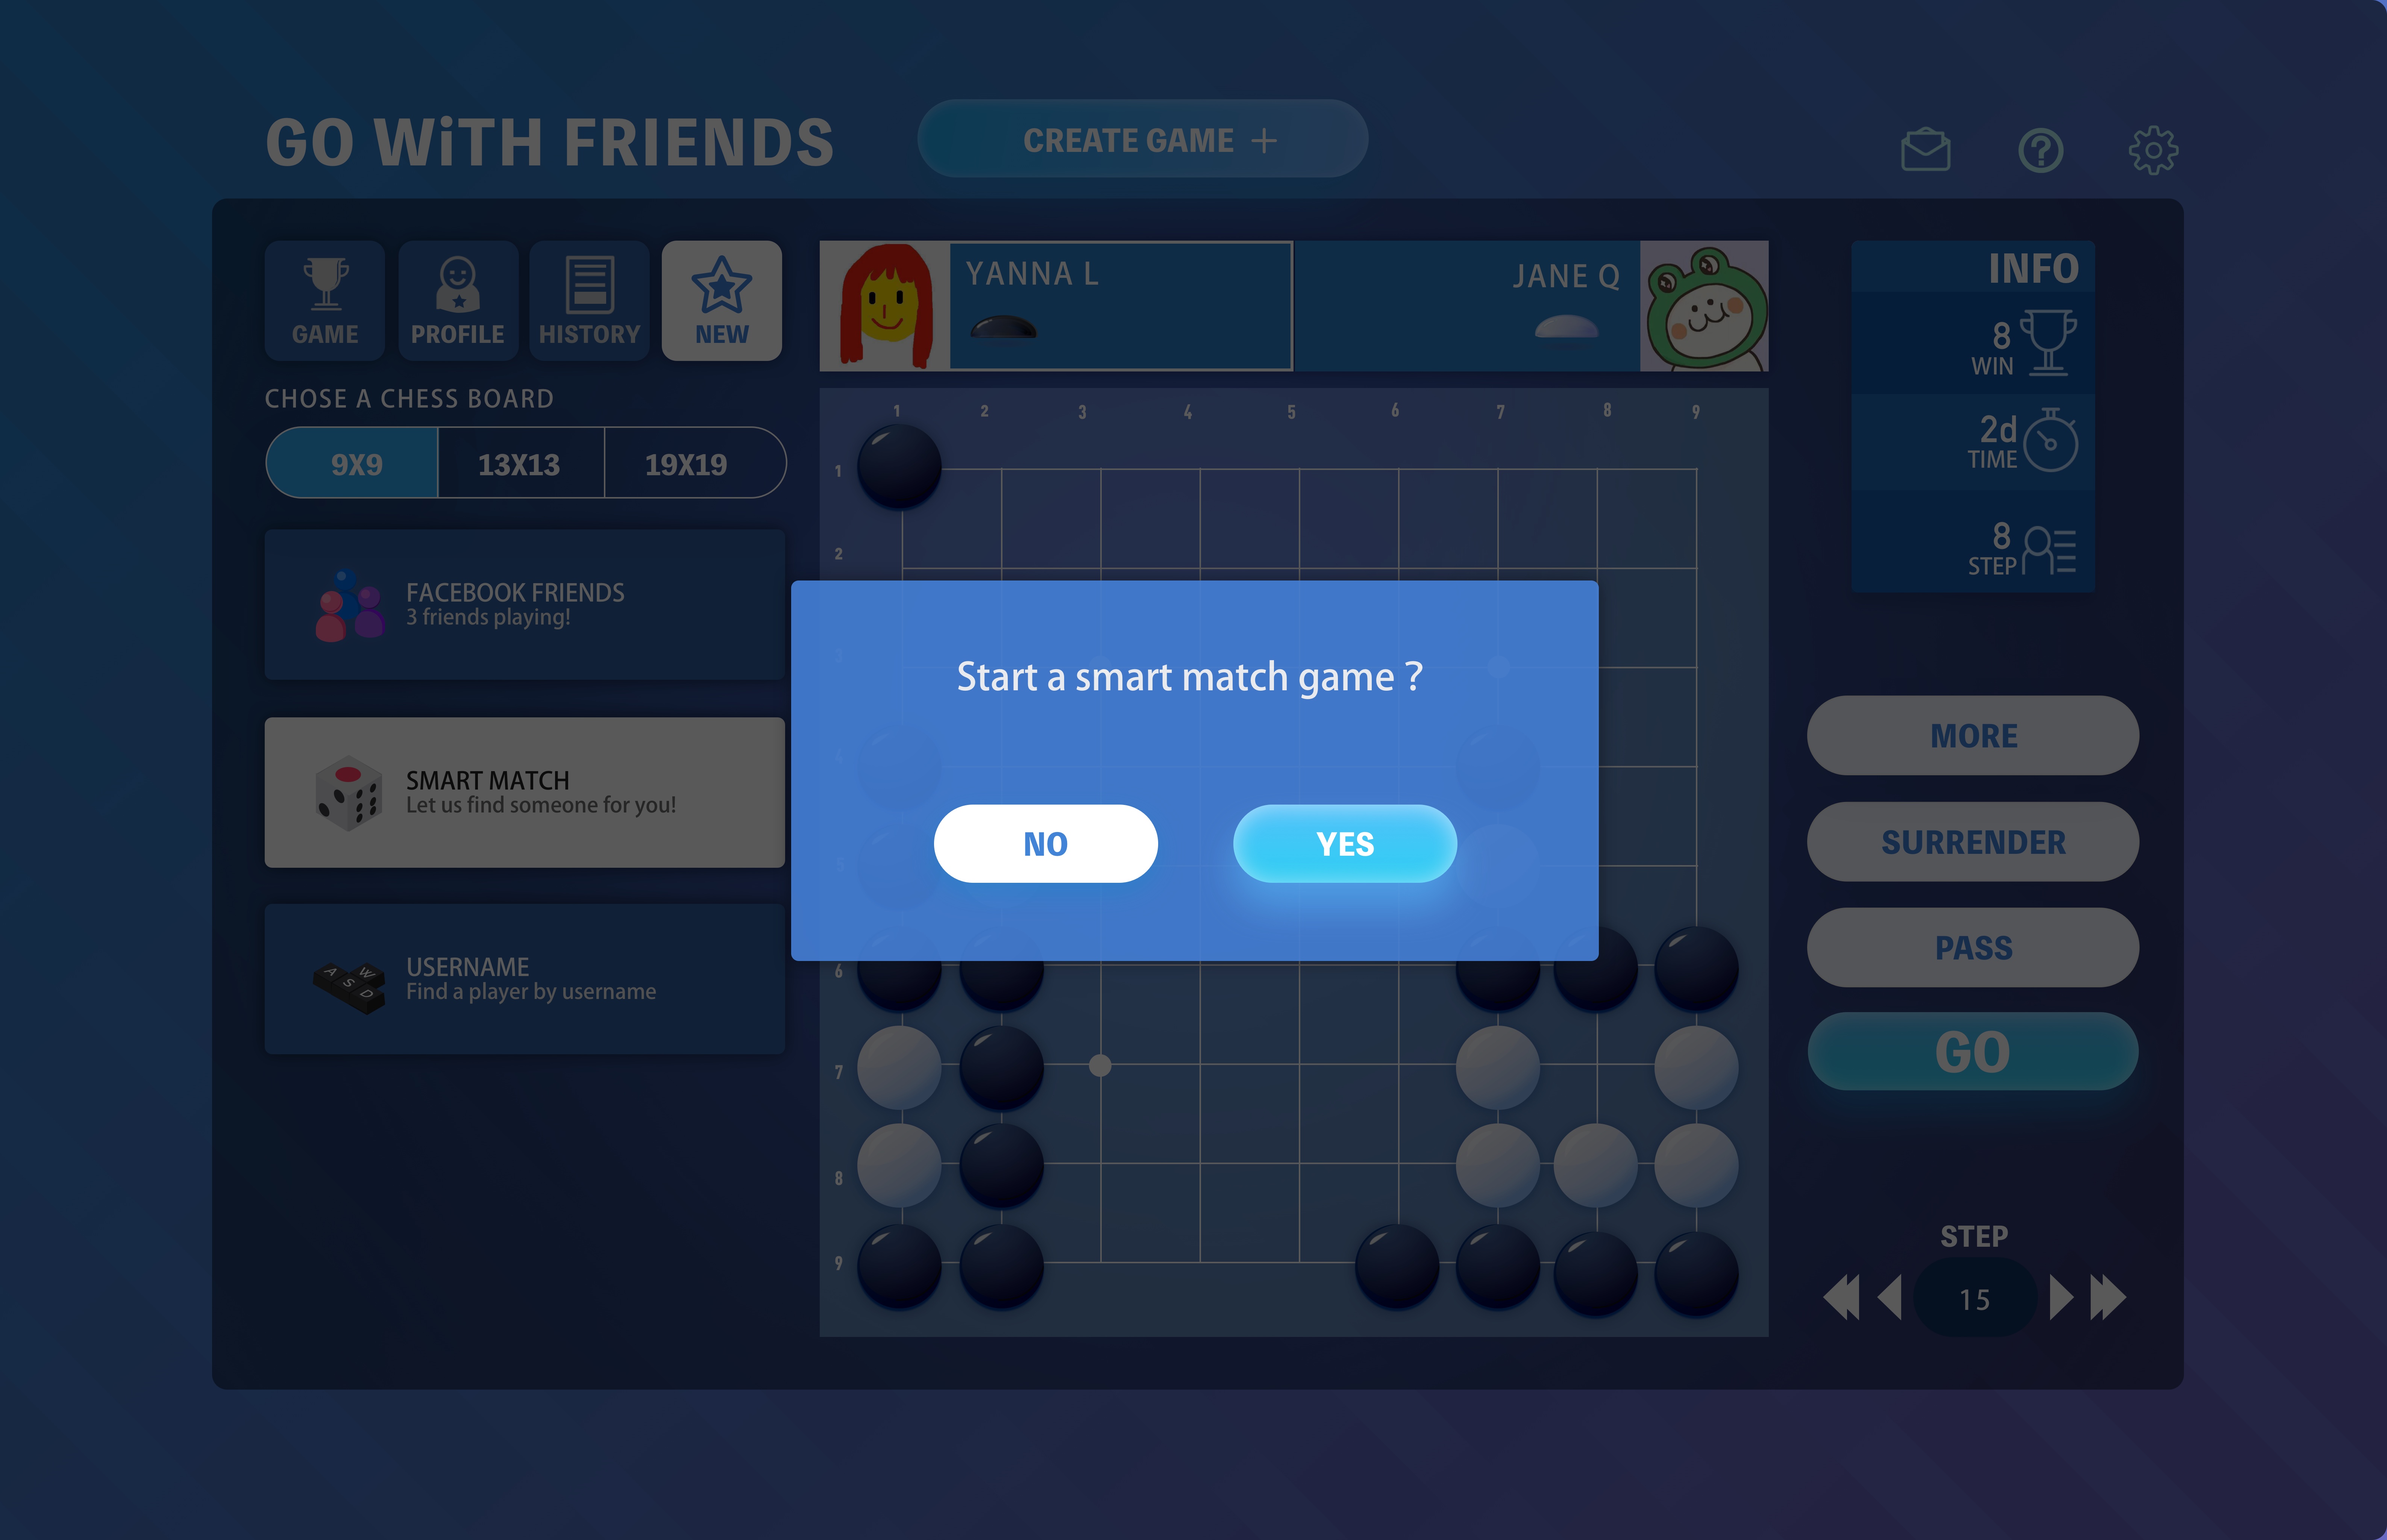 GO WiTH FRIENDS
CREATE GAME +
GAME
PROFILE
HISTORY
NEW
CHOSE A CHESS BOARD
9X9
13X13
19X19
FACEBOOK FRIENDS
3 friends playing!
SMART MATCH
Let us find someone for you!
USERNAME
Find a player by username
A W S D
YANNA L
JANE Q
1 2 3 4 5 6 7 8 9
1
2
3
4
5
6
7
8
9
Start a smart match game ?
NO
YES
INFO
8
WIN
2d
TIME
8
STEP
MORE
SURRENDER
PASS
GO
STEP
15